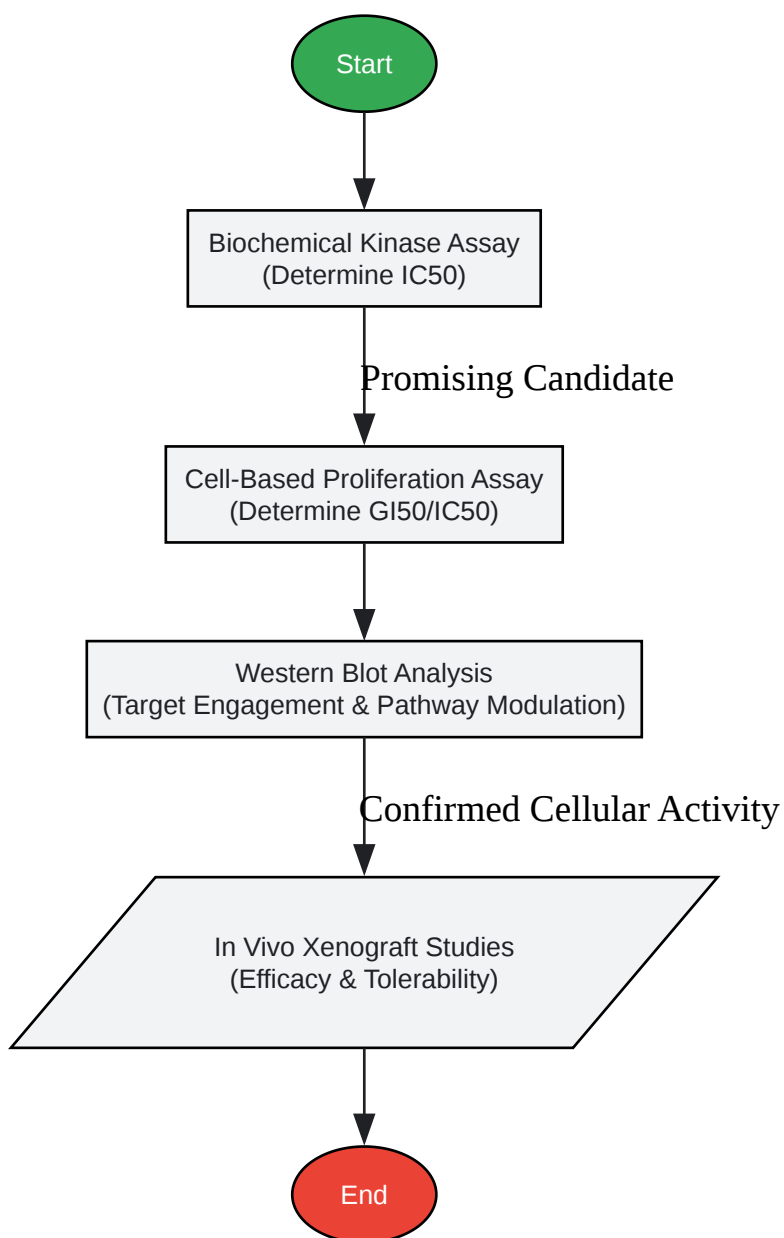 Start
Biochemical Kinase Assay
(Determine IC50)
Promising Candidate
Cell-Based Proliferation Assay
(Determine GI50/IC50)
Western Blot Analysis
(Target Engagement & Pathway Modulation)
Confirmed Cellular Activity
In Vivo Xenograft Studies
(Efficacy & Tolerability)
End